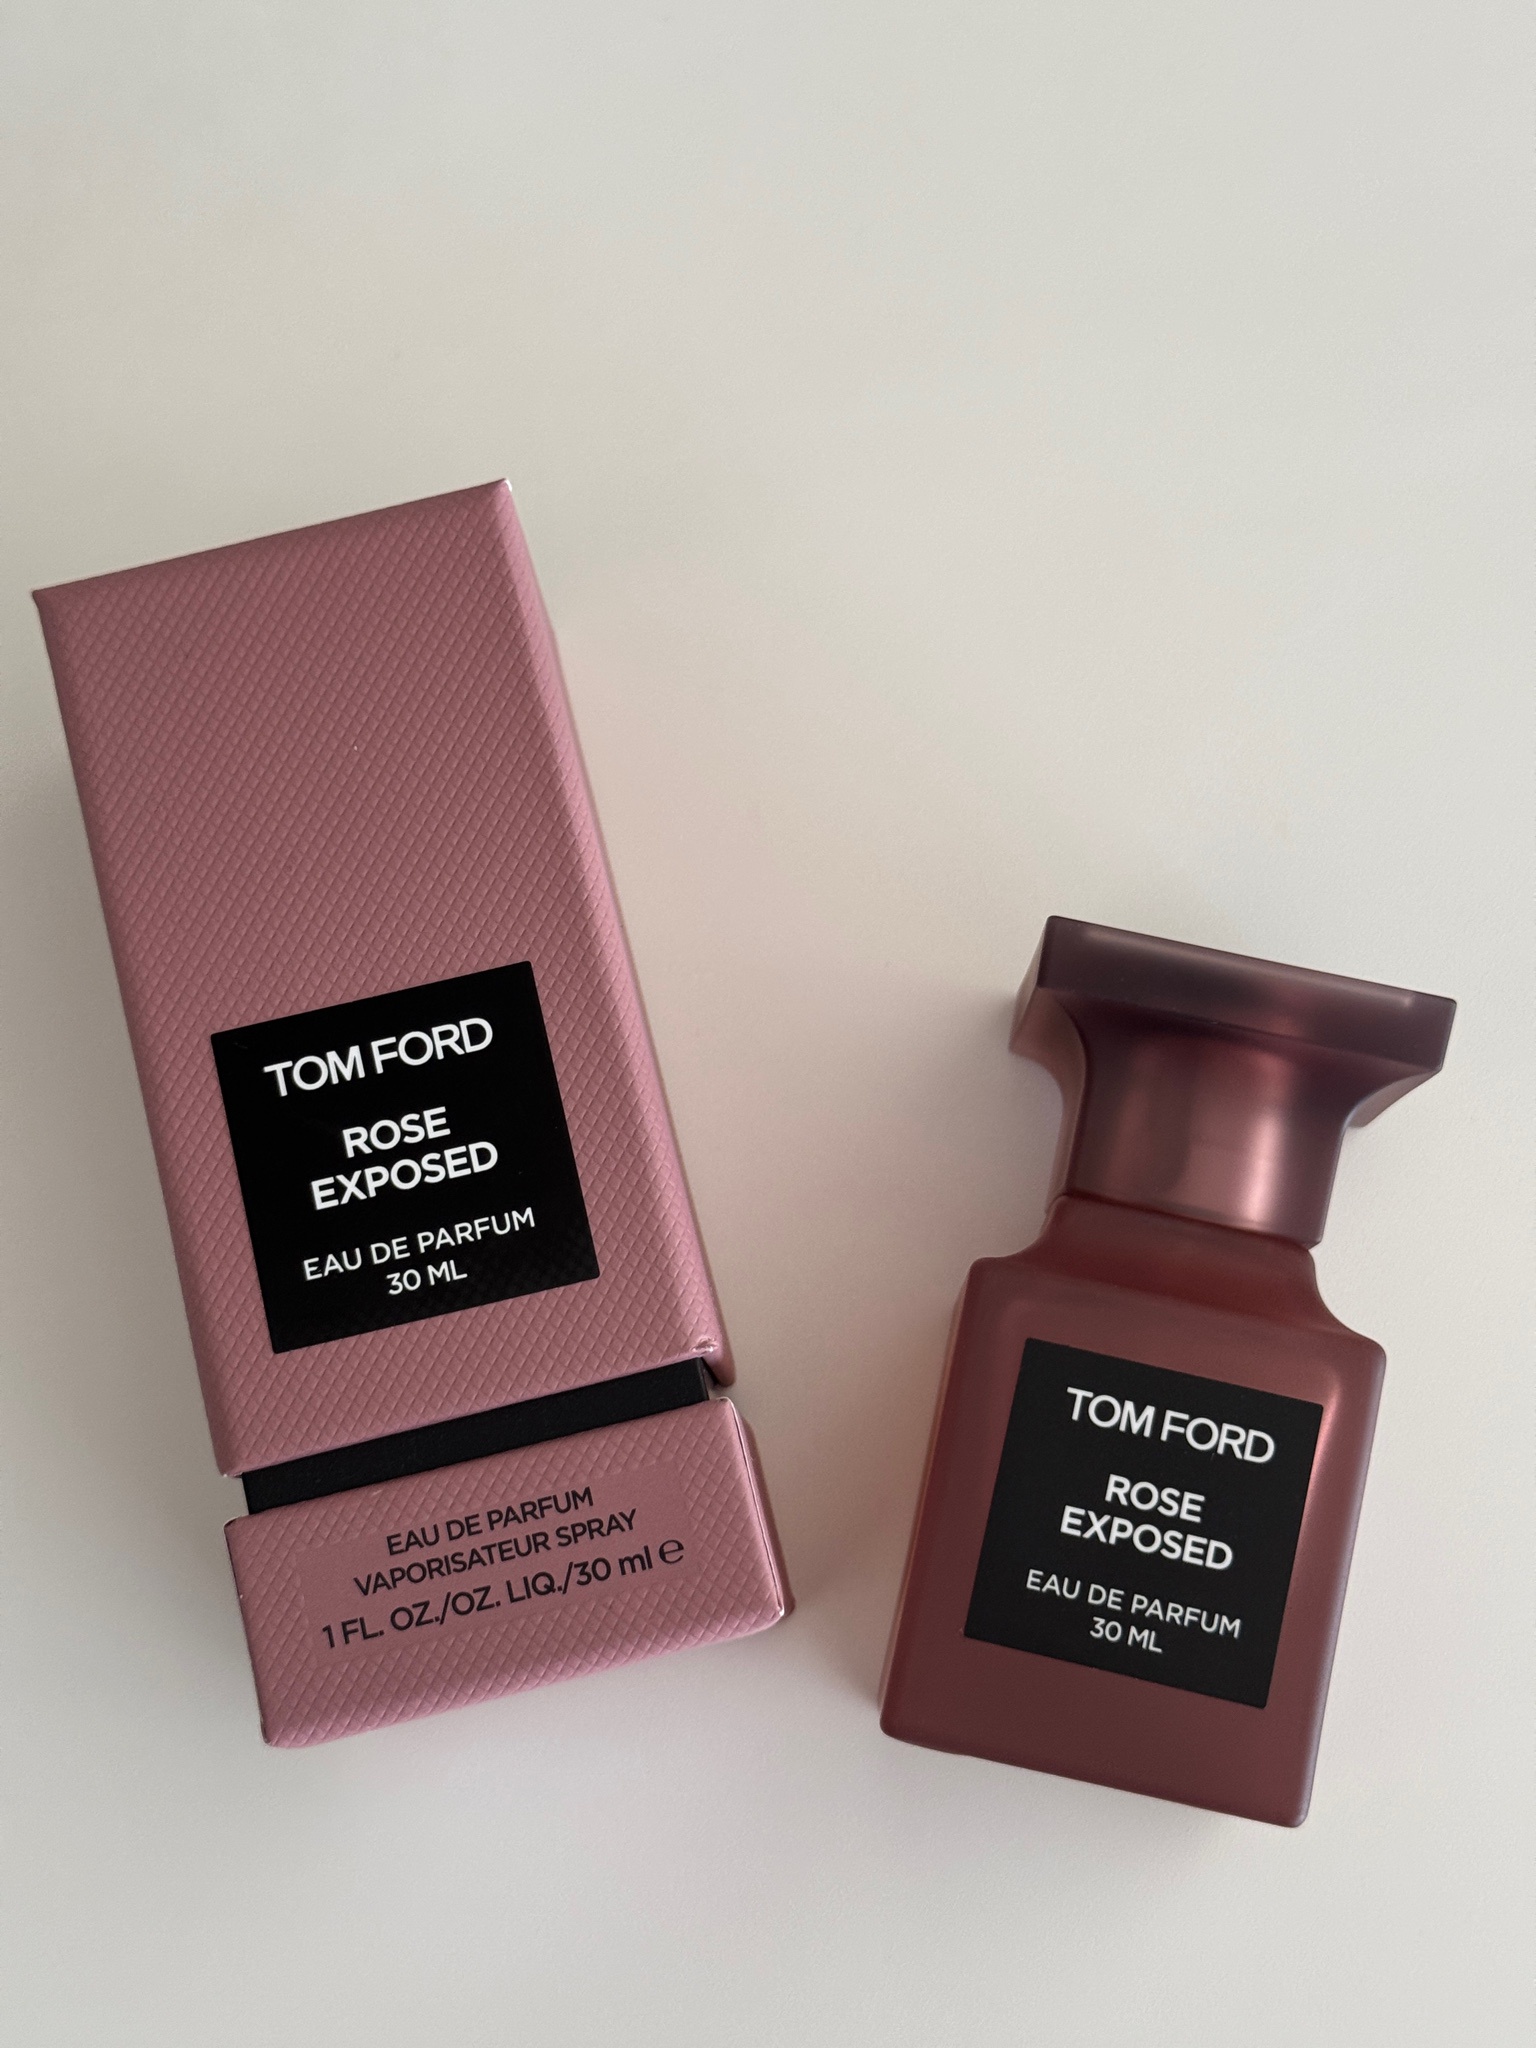 TOM FORD
ROSE
EXPOSED
EAU DE PARFUM
30 ML
EAU DE PARFUM
VAPORISATEUR SPRAY
1 FL. OZ./OZ. LIQ./30 ml ℮
TOM FORD
ROSE
EXPOSED
EAU DE PARFUM
30 ML